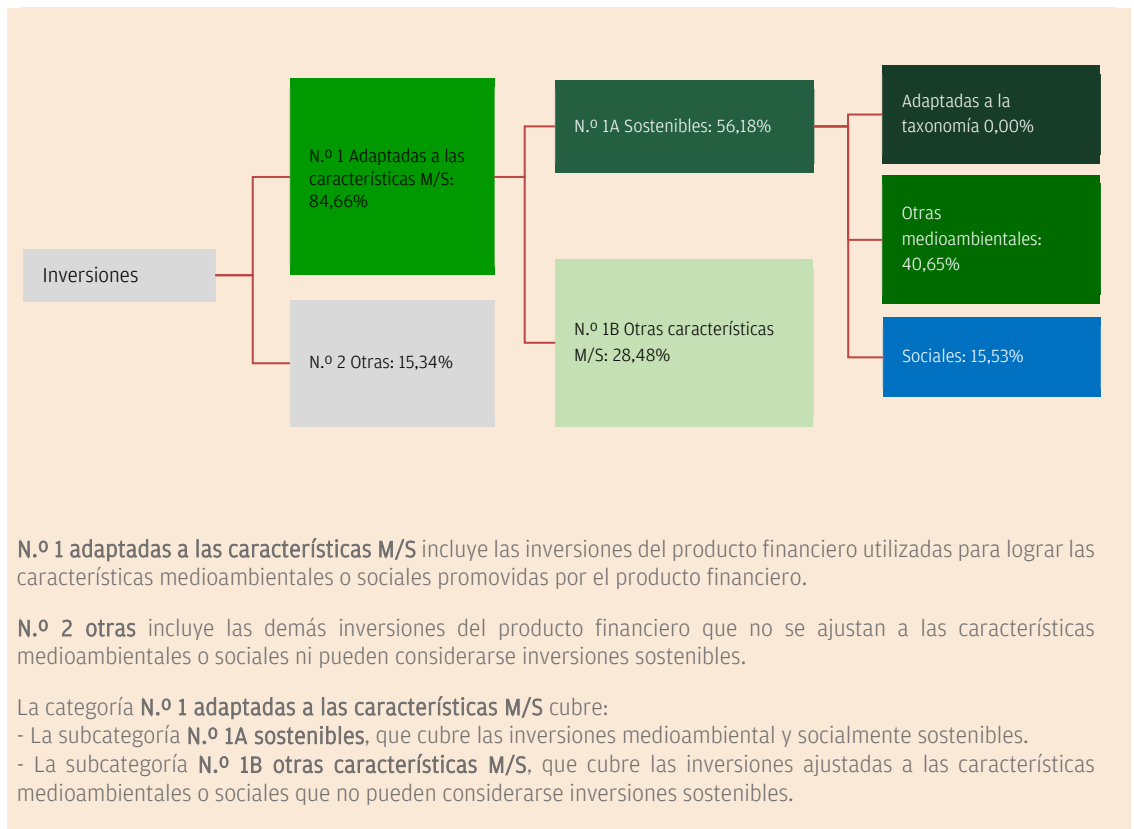 Inversiones
N.º 1 Adaptadas a las
características M/S:
84,66%
N.º 2 Otras: 15,34%
N.º 1A Sostenibles: 56,18%
N.º 1B Otras características
M/S: 28,48%
Adaptadas a la
taxonomía 0,00%
Otras
medioambientales:
40,65%
Sociales: 15,53%
N.º 1 adaptadas a las características M/S incluye las inversiones del producto financiero utilizadas para lograr las
características medioambientales o sociales promovidas por el producto financiero.
N.º 2 otras incluye las demás inversiones del producto financiero que no se ajustan a las características
medioambientales o sociales ni pueden considerarse inversiones sostenibles.
La categoría N.º 1 adaptadas a las características M/S cubre:
- La subcategoría N.º 1A sostenibles, que cubre las inversiones medioambiental y socialmente sostenibles.
- La subcategoría N.º 1B otras características M/S, que cubre las inversiones ajustadas a las características
medioambientales o sociales que no pueden considerarse inversiones sostenibles.